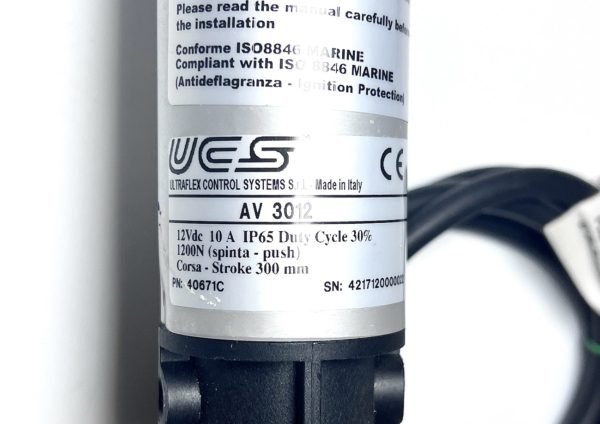 Please read the manual carefully before
the installation
Conforme ISO8846 MARINE
Compliant with ISO 8846 MARINE
(Antideflagranza - Ignition Protection)
UCS
CE
ULTRAFLEX CONTROL SYSTEMS S.r.l. - Made in Italy
AV 3012
12Vdc 10 A IP65 Duty Cycle 30%
1200N (spinta - push)
Corsa - Stroke 300 mm
PN: 40671C
SN: